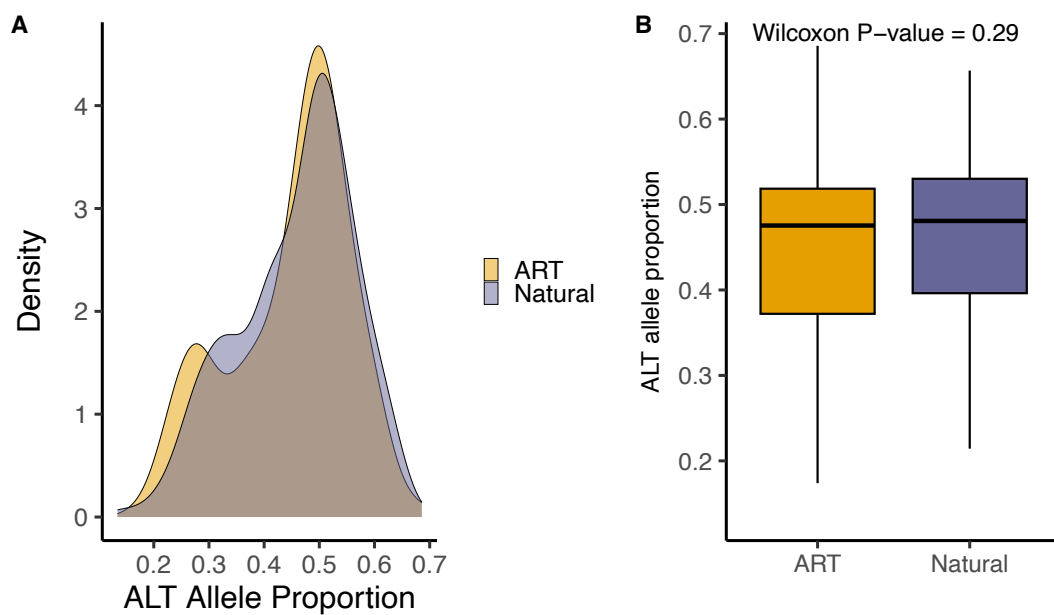 A
Density
4
3
2
1
0
0.2 0.3 0.4 0.5 0.6 0.7
ALT Allele Proportion
ART
Natural
B
Wilcoxon P-value = 0.29
ALT allele proportion
0.7
0.6
0.5
0.4
0.3
0.2
ART Natural